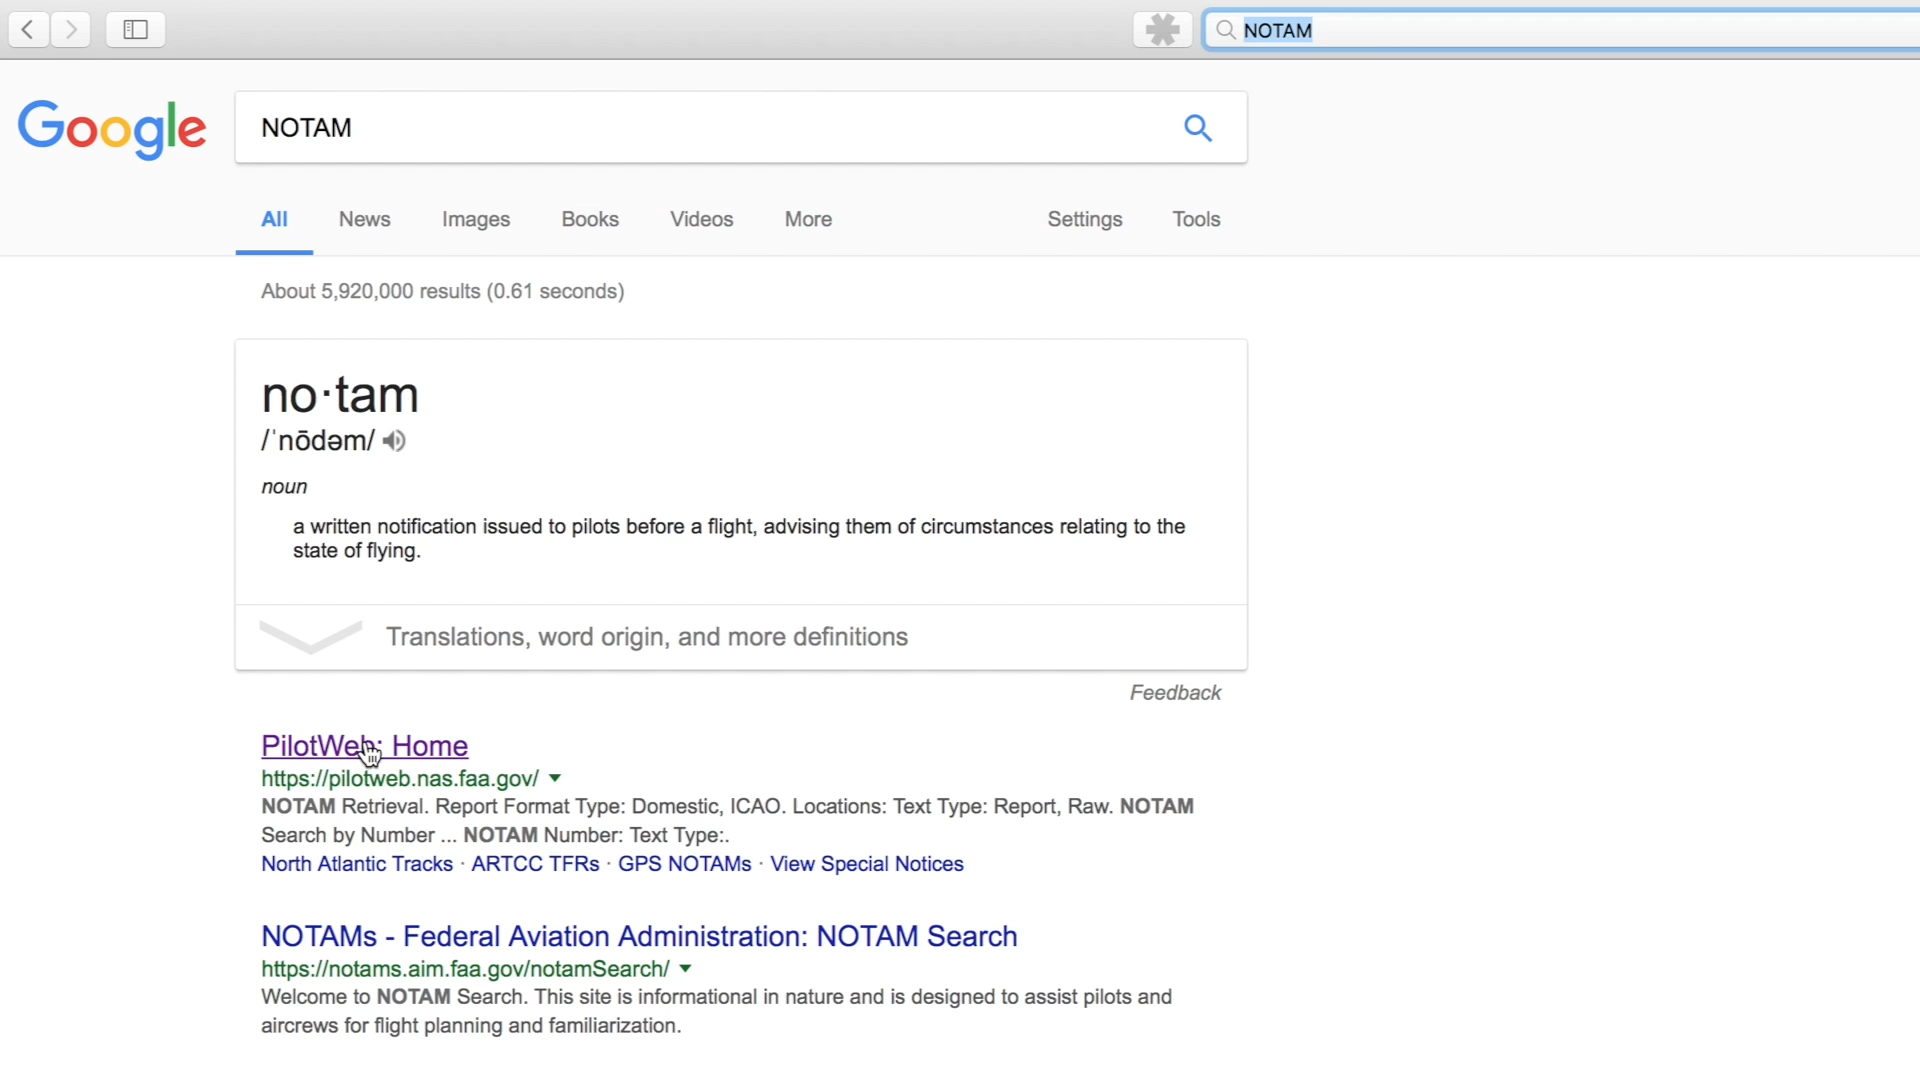 NOTAM
Google
NOTAM
All News Images Books Videos More Settings Tools
About 5,920,000 results (0.61 seconds)
no·tam
/ˈnōdəm/
noun
a written notification issued to pilots before a flight, advising them of circumstances relating to the
state of flying.
Translations, word origin, and more definitions
Feedback
PilotWeb: Home
https://pilotweb.nas.faa.gov/
NOTAM Retrieval. Report Format Type: Domestic, ICAO. Locations: Text Type: Report, Raw. NOTAM
Search by Number ... NOTAM Number: Text Type:.
North Atlantic Tracks · ARTCC TFRs · GPS NOTAMs · View Special Notices
NOTAMs - Federal Aviation Administration: NOTAM Search
https://notams.aim.faa.gov/notamSearch/
Welcome to NOTAM Search. This site is informational in nature and is designed to assist pilots and
aircrews for flight planning and familiarization.